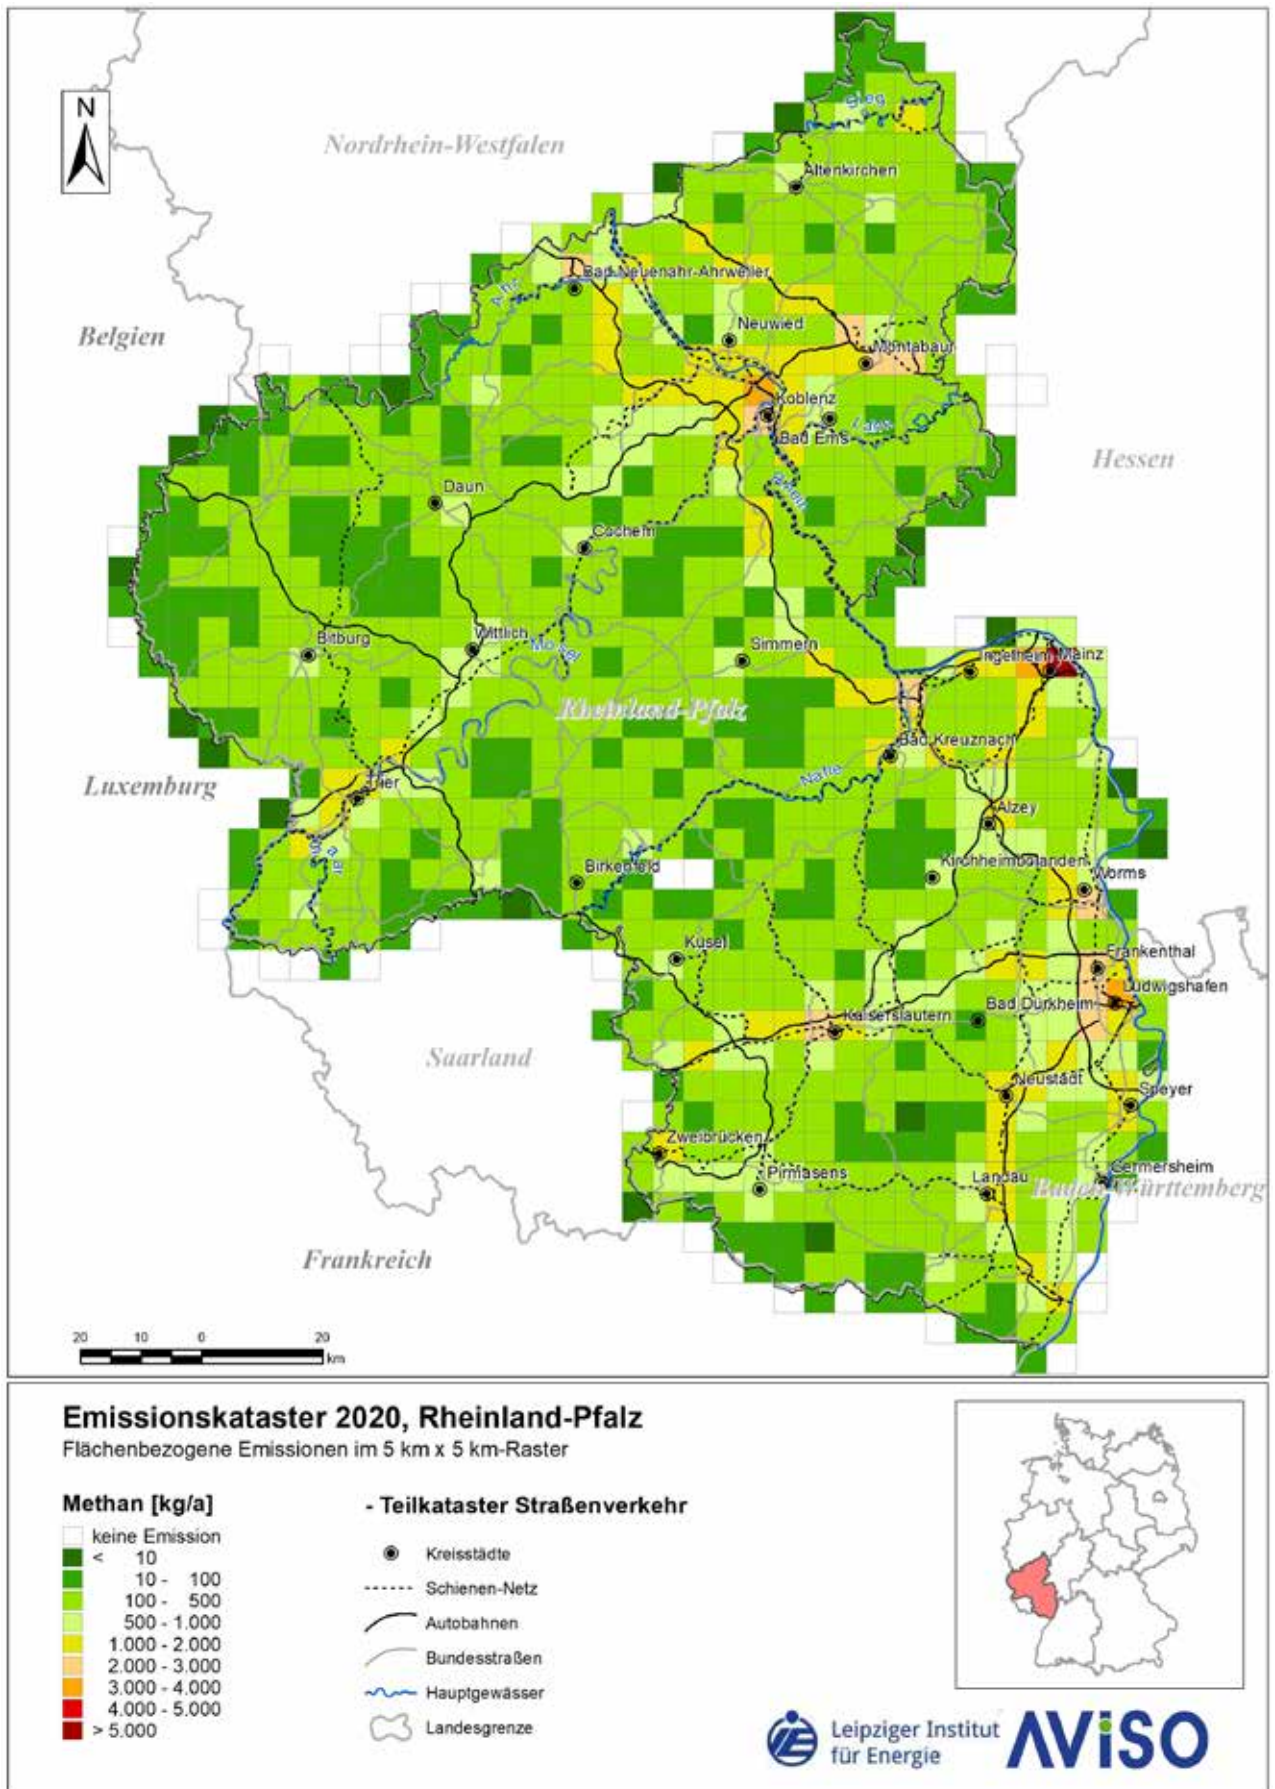 N
Nordrhein-Westfalen
Sieg
Altenkirchen
Bad Neuenahr-Ahrweiler
Ahr
Belgien
Neuwied
Montabaur
Koblenz
Bad Ems
Lahn
Hessen
Rhein
Daun
Cochem
Bitburg
Wittlich
Mosel
Simmern
Ingelheim
Mainz
Rheinland-Pfalz
Bad Kreuznach
Luxemburg
Trier
Nahe
Alzey
Saar
Birkenfeld
Kirchheimbolanden
Worms
Kusel
Frankenthal
Ludwigshafen
Bad Dürkheim
Kaiserslautern
Saarland
Neustadt
Speyer
Zweibrücken
Pirmasens
Landau
Germersheim
Baden-Württemberg
Frankreich
20 10 0 20
km
Emissionskataster 2020, Rheinland-Pfalz
Flächenbezogene Emissionen im 5 km x 5 km-Raster
Methan [kg/a]
keine Emission
< 10
10 - 100
100 - 500
500 - 1.000
1.000 - 2.000
2.000 - 3.000
3.000 - 4.000
4.000 - 5.000
> 5.000
- Teilkataster Straßenverkehr
Kreisstädte
Schienen-Netz
Autobahnen
Bundesstraßen
Hauptgewässer
Landesgrenze
Leipziger Institut
für Energie
AViSO